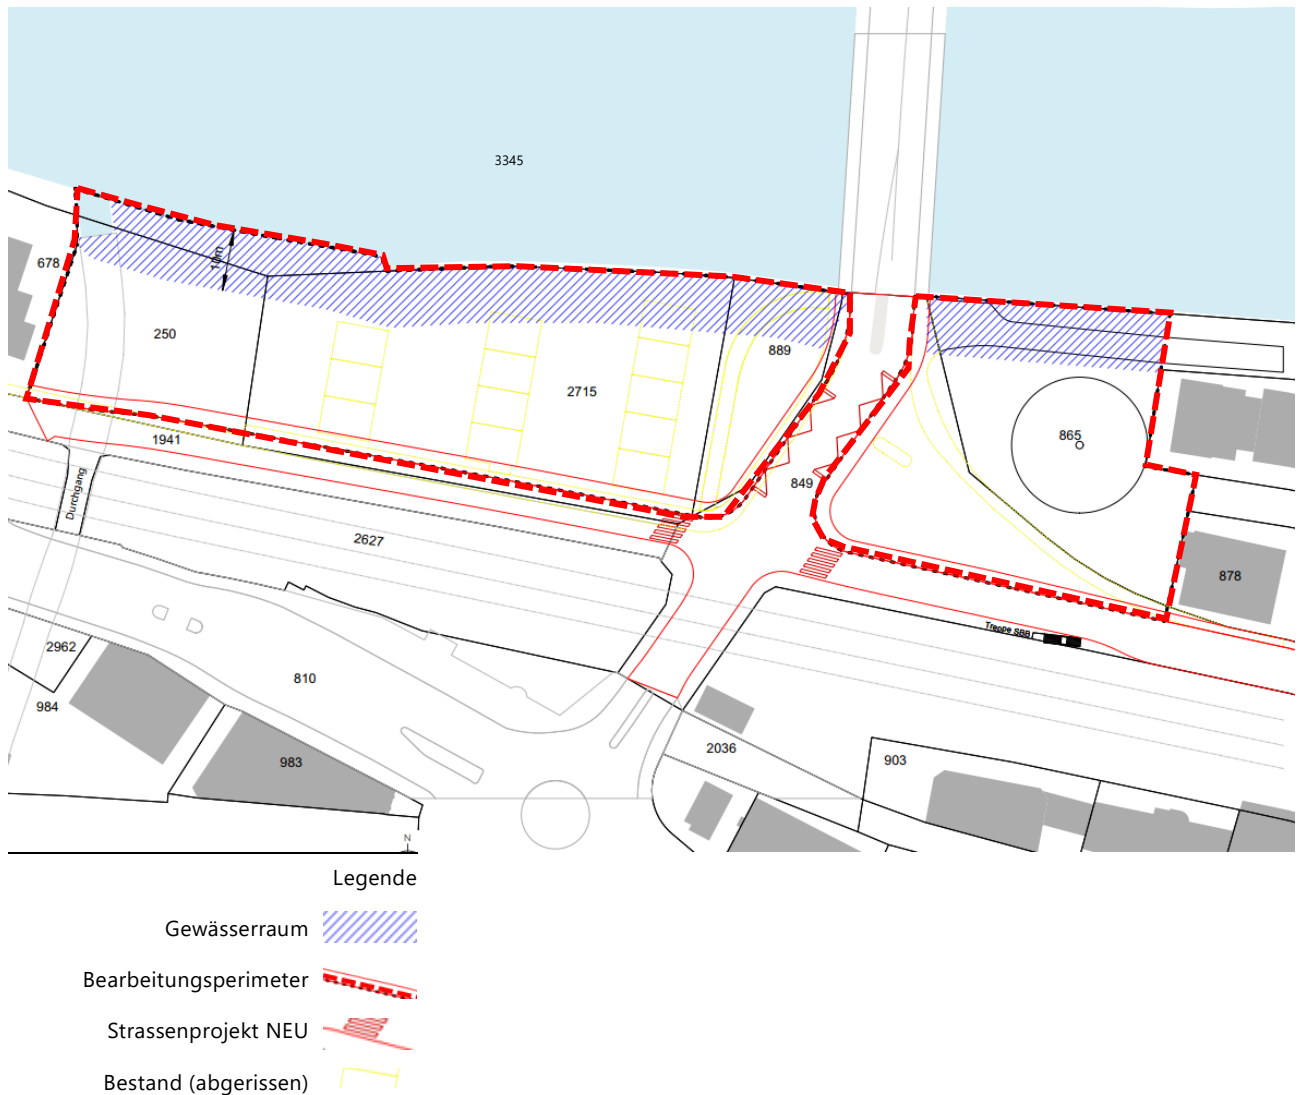 3345
10m
678
250
889
2715
865
1941
849
Durchgang
2627
878
Treppe SBB
2962
810
984
2036
983
903
N
Legende
Gewässerraum
Bearbeitungsperimeter
Strassenprojekt NEU
Bestand (abgerissen)